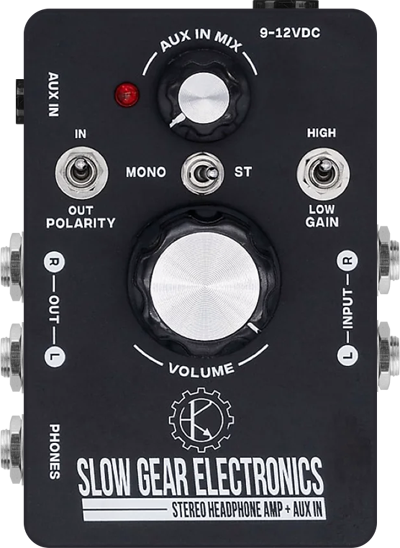 9-12VDC
AUX IN MIX
AUX IN
IN
HIGH
MONO
ST
OUT
POLARITY
LOW
GAIN
R
OUT
L
R
INPUT
L
VOLUME
PHONES
SLOW GEAR ELECTRONICS
STEREO HEADPHONE AMP + AUX IN